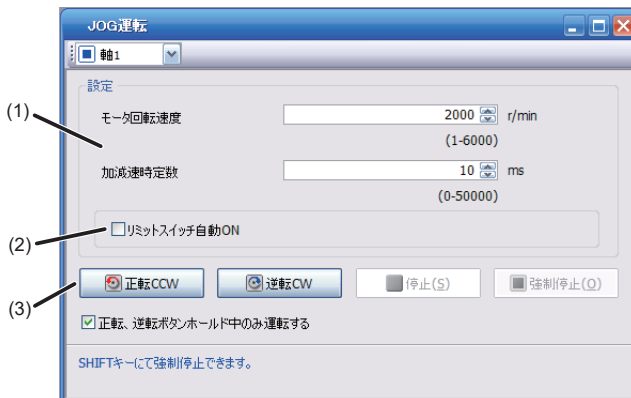 JOG運転
軸1
設定
(1)
モータ回転速度 2000 r/min
(1-6000)
加減速時定数 10 ms
(0-50000)
(2)
リミットスイッチ自動ON
(3)
正転CCW 逆転CW 停止(S) 強制停止(O)
正転、逆転ボタンホールド中のみ運転する
SHIFTキーにて強制停止できます。